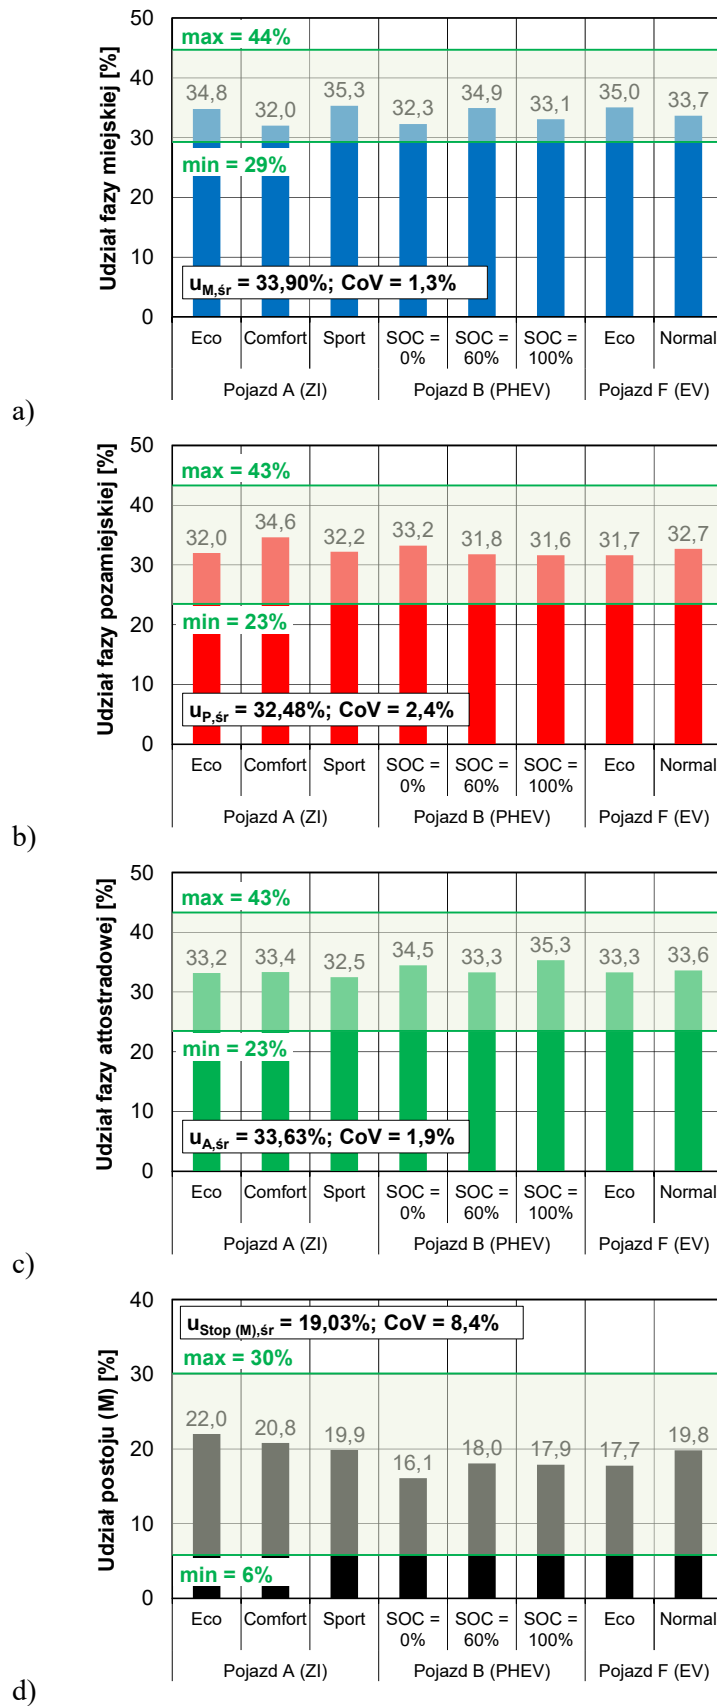 Udział fazy miejskiej [%]
50
40
30
20
10
0
max = 44%
34,8 32,0 35,3 32,3 34,9 33,1 35,0 33,7
min = 29%
uM,śr = 33,90%; CoV = 1,3%
Eco Comfort Sport SOC = 0% SOC = 60% SOC = 100% Eco Normal
Pojazd A (ZI) Pojazd B (PHEV) Pojazd F (EV)
a)
Udział fazy pozamiejskiej [%]
50
40
30
20
10
0
max = 43%
32,0 34,6 32,2 33,2 31,8 31,6 31,7 32,7
min = 23%
uP,śr = 32,48%; CoV = 2,4%
Eco Comfort Sport SOC = 0% SOC = 60% SOC = 100% Eco Normal
Pojazd A (ZI) Pojazd B (PHEV) Pojazd F (EV)
b)
Udział fazy attostradowej [%]
50
40
30
20
10
0
max = 43%
33,2 33,4 32,5 34,5 33,3 35,3 33,3 33,6
min = 23%
uA,śr = 33,63%; CoV = 1,9%
Eco Comfort Sport SOC = 0% SOC = 60% SOC = 100% Eco Normal
Pojazd A (ZI) Pojazd B (PHEV) Pojazd F (EV)
c)
Udział postoju (M) [%]
40
30
20
10
0
uStop (M),śr = 19,03%; CoV = 8,4%
max = 30%
22,0 20,8 19,9 16,1 18,0 17,9 17,7 19,8
min = 6%
Eco Comfort Sport SOC = 0% SOC = 60% SOC = 100% Eco Normal
Pojazd A (ZI) Pojazd B (PHEV) Pojazd F (EV)
d)